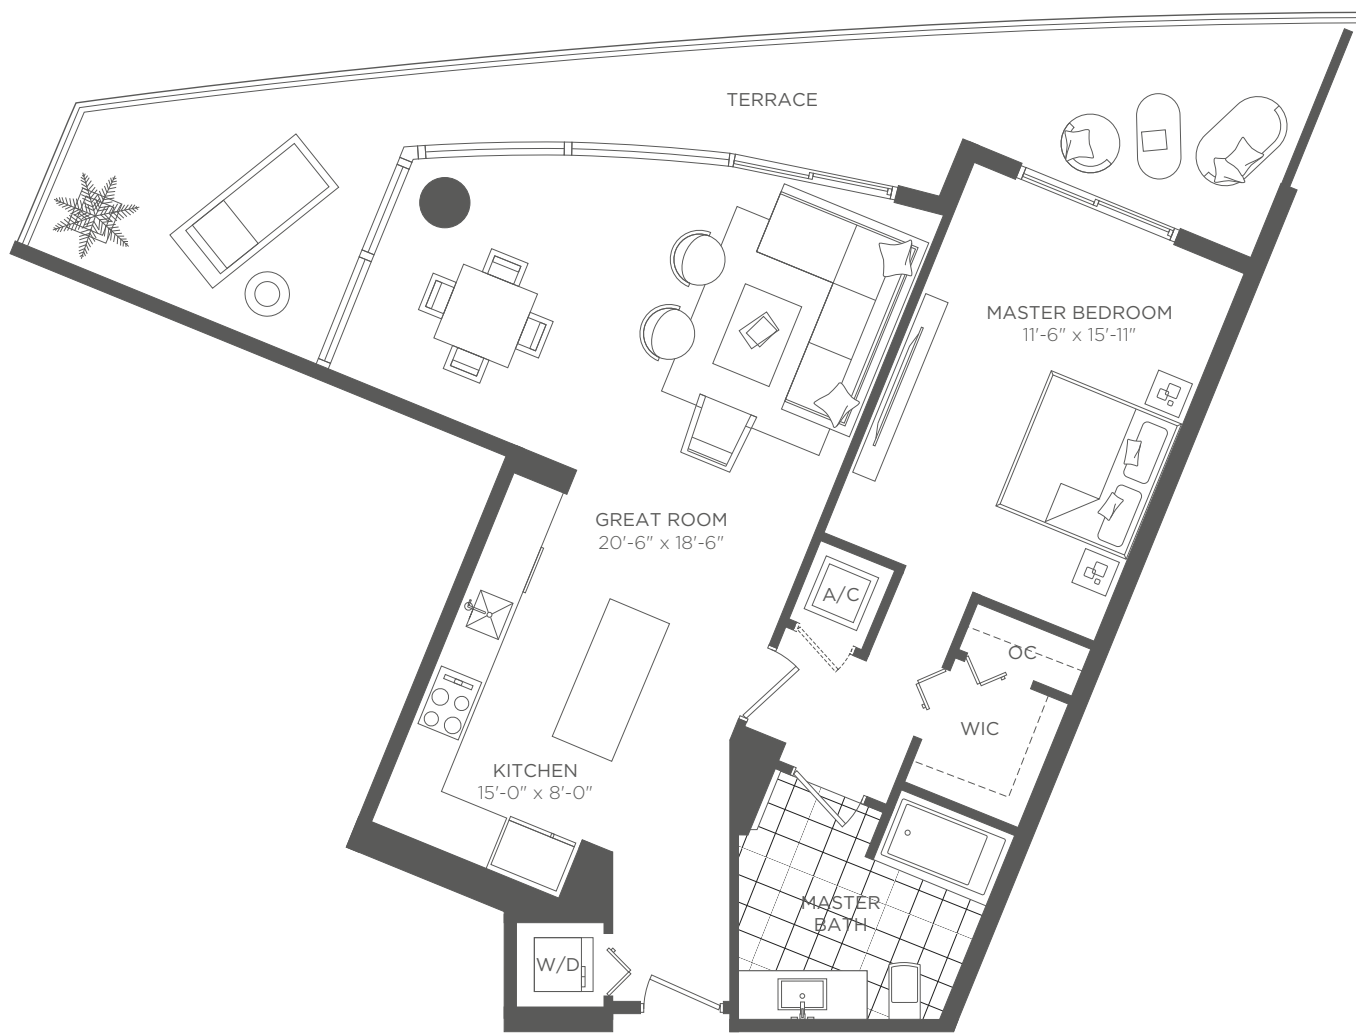 TERRACE
MASTER BEDROOM
11'-6" x 15'-11"
GREAT ROOM
20'-6" x 18'-6"
A/C
OC
WIC
KITCHEN
15'-0" x 8'-0"
MASTER
BATH
W/D